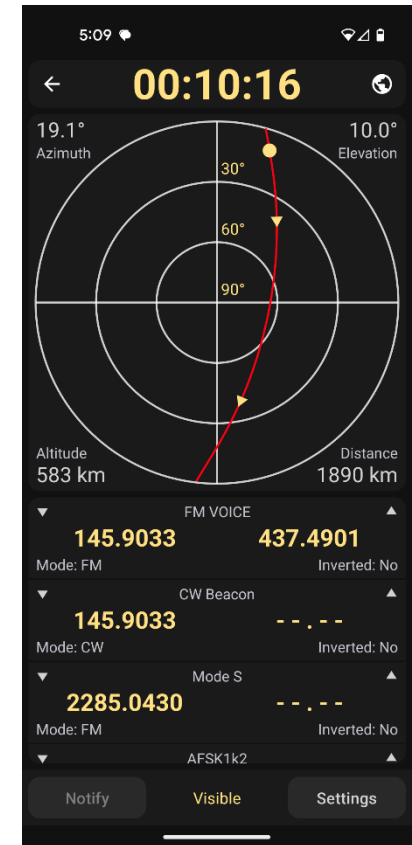 5:09
00:10:16
19.1° 10.0°
Azimuth Elevation
30°
60°
90°
Altitude Distance
583 km 1890 km
▼ FM VOICE ▲
145.9033 437.4901
Mode: FM Inverted: No
▼ CW Beacon ▲
145.9033 --.--
Mode: CW Inverted: No
▼ Mode S ▲
2285.0430 --.--
Mode: FM Inverted: No
▼ AFSK1k2 ▲
Notify Visible Settings